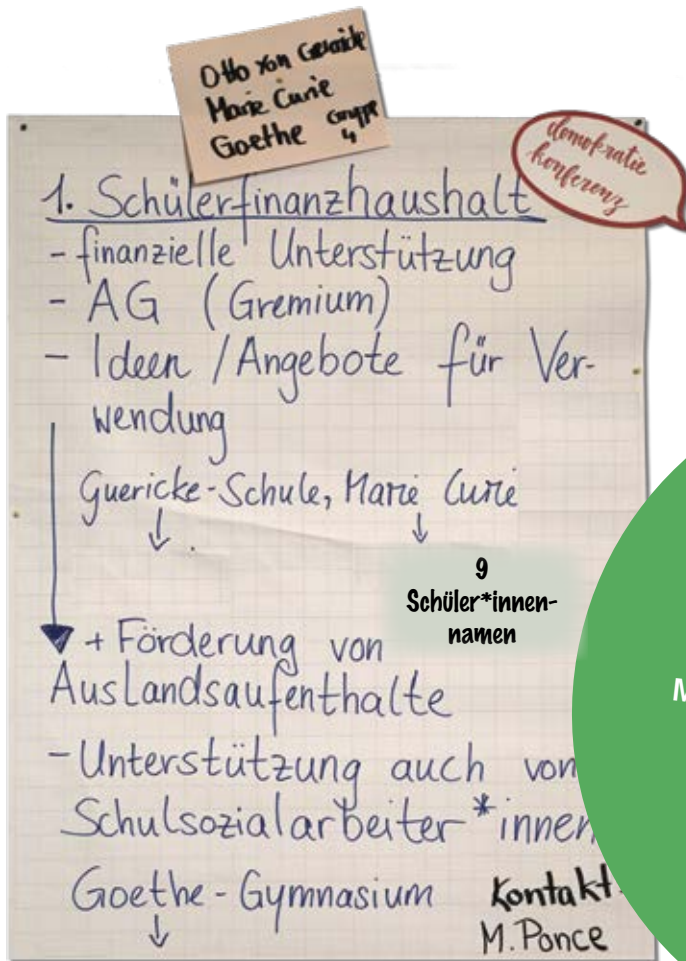 Otto von Guericke
Marie Curie
Goethe Gruppe
4
demokratie
konferenz
1. Schülerfinanzhaushalt
- finanzielle Unterstützung
- AG (Gremium)
- Ideen / Angebote für Ver-
wendung
Guericke-Schule, Marie Curie
9
Schüler*innen-
namen
+ Förderung von
Auslandsaufenthalte
- Unterstützung auch von
Schulsozialarbeiter*innen
Goethe-Gymnasium
Kontakt
M. Ponce
M